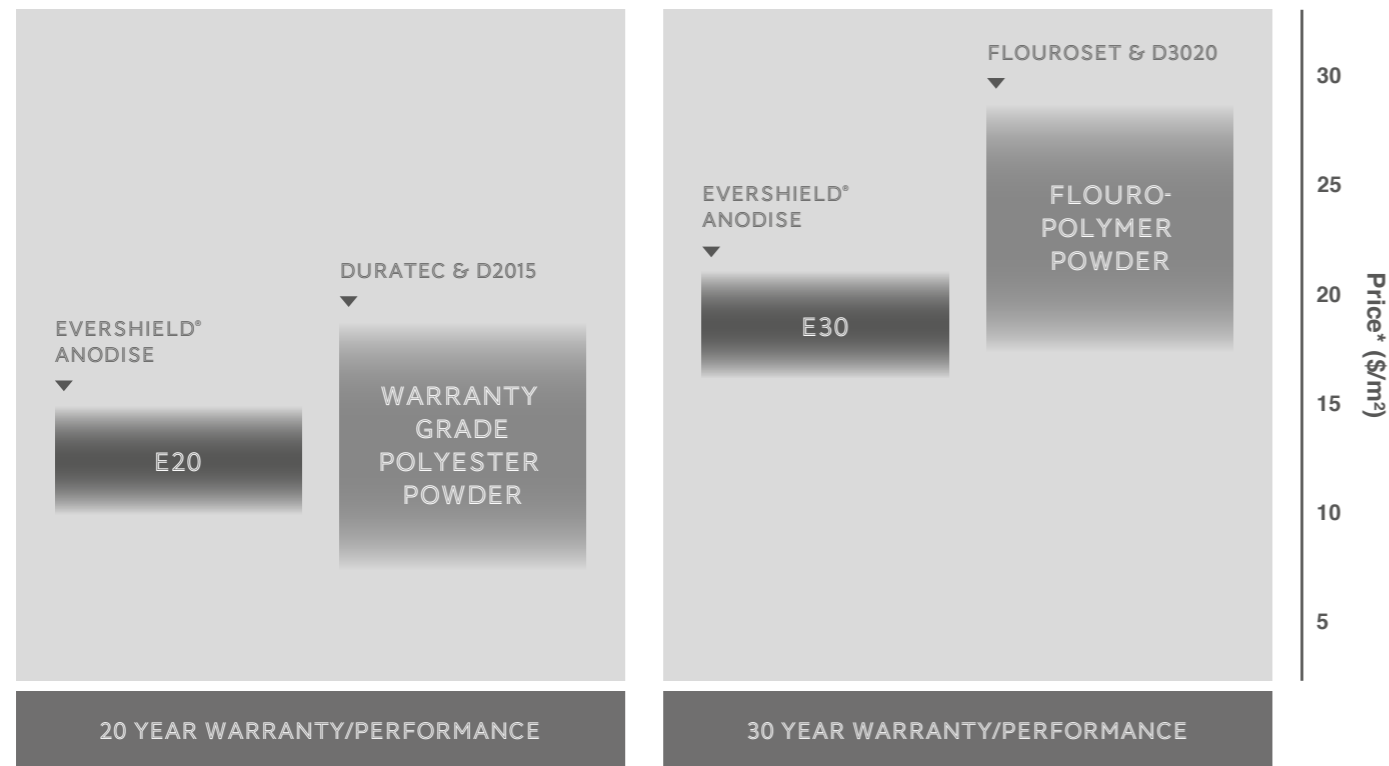 EVERSHIELD®
ANODISE
E20
DURATEC & D2015
WARRANTY
GRADE
POLYESTER
POWDER
20 YEAR WARRANTY/PERFORMANCE
EVERSHIELD®
ANODISE
E30
FLOUROSET & D3020
FLOURO-
POLYMER
POWDER
30 YEAR WARRANTY/PERFORMANCE
30
25
20
15
10
5
Price* ($/m²)